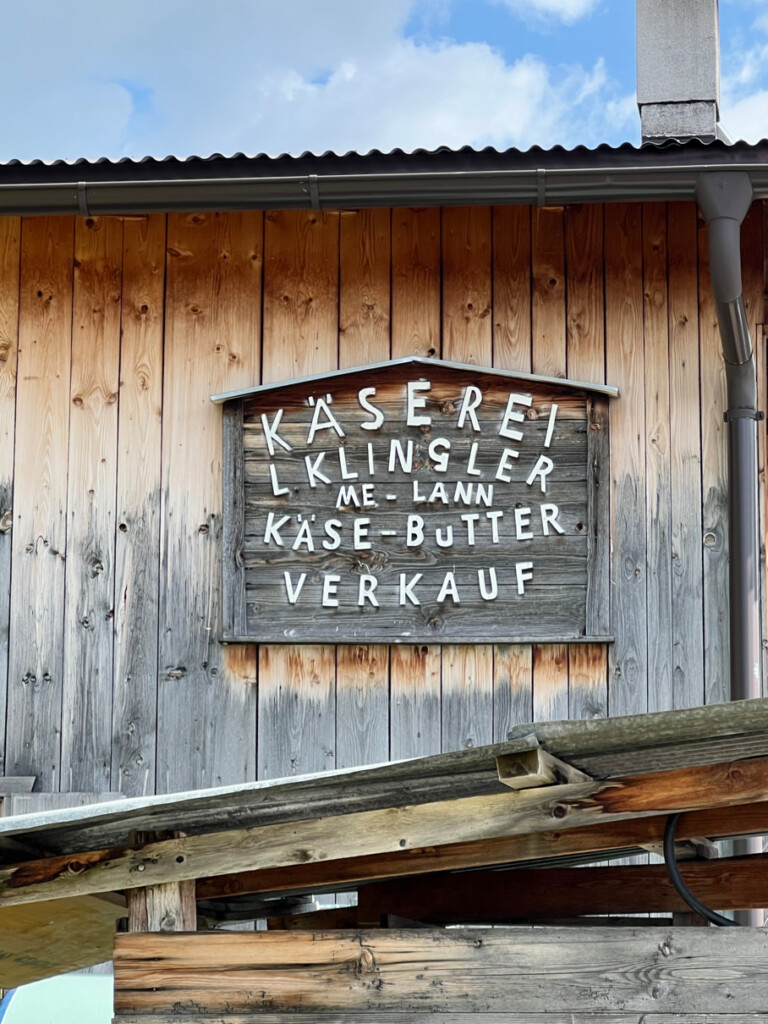 KÄSEREI
L KLINGLER
ME-LANN
KÄSE-BUTTER
VERKAUF